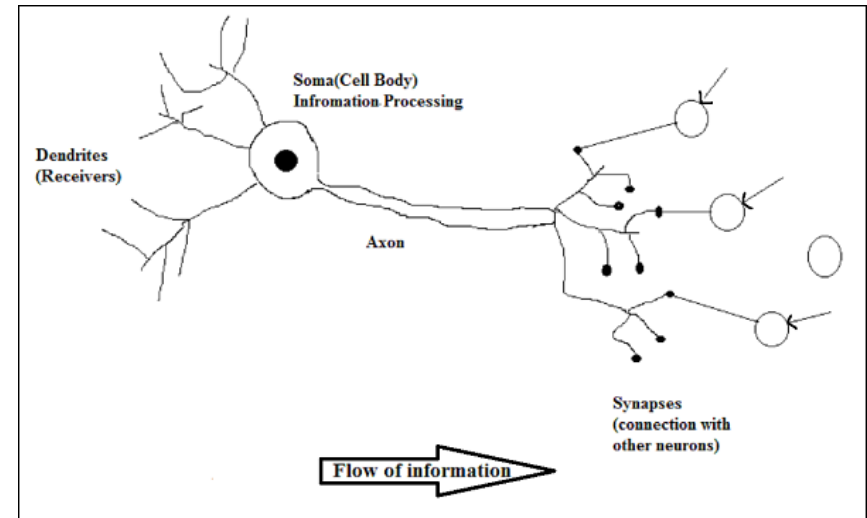 Soma(Cell Body)
Infromation Processing
Dendrites
(Receivers)
Axon
Synapses
(connection with
other neurons)
Flow of information